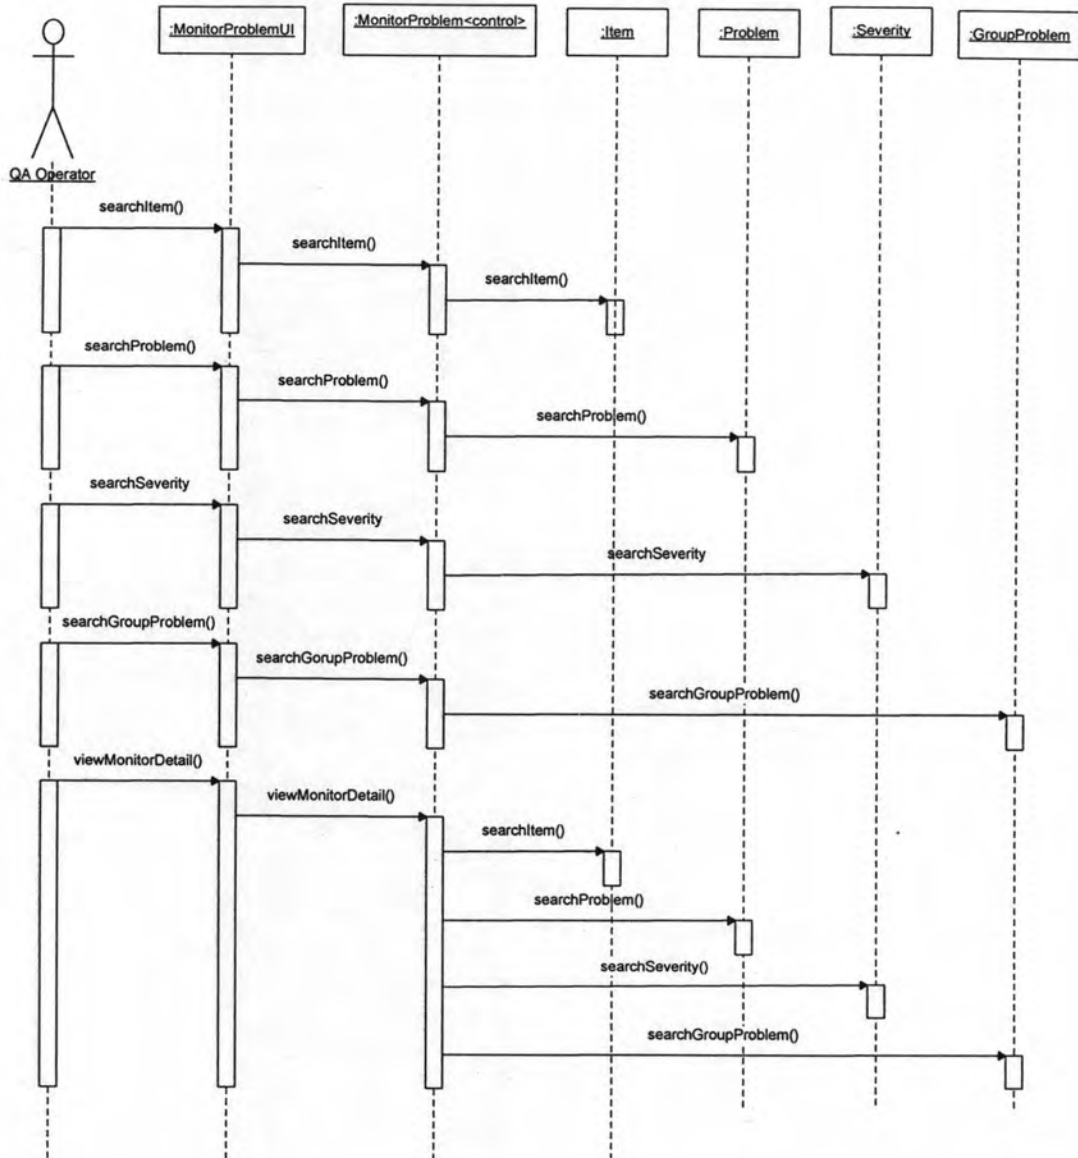 :MonitorProblemUI
:MonitorProblem<control>
:Item
:Problem
:Severity
:GroupProblem
QA Operator
searchItem()
searchItem()
searchItem()
searchProblem()
searchProblem()
searchProblem()
searchSeverity
searchSeverity
searchSeverity
searchGroupProblem()
searchGorupProblem()
searchGroupProblem()
viewMonitorDetail()
viewMonitorDetail()
searchItem()
searchProblem()
searchSeverity()
searchGroupProblem()